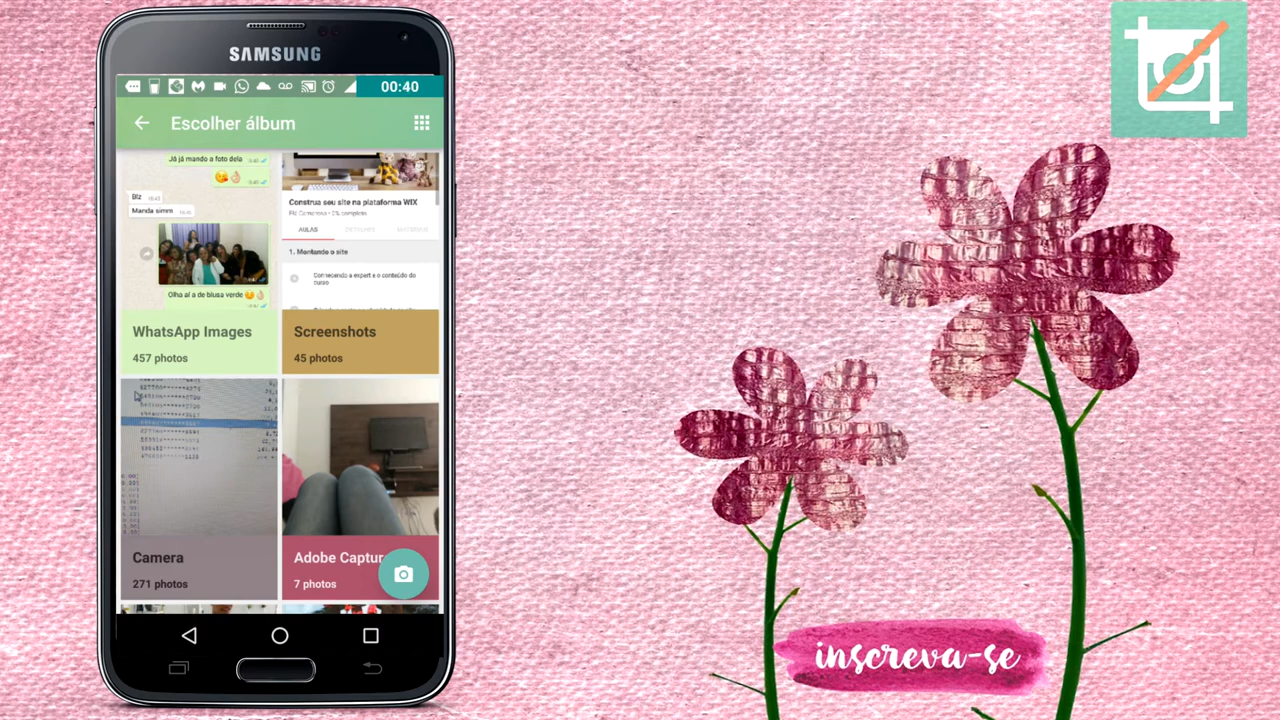 SAMSUNG
00:40
Escolher álbum
Já já mando a foto dela
Blz
Manda simm
Olha aí a de blusa verde
WhatsApp Images
457 photos
Construa seu site na plataforma WIX
AULAS
1. Montando o site
Conhecendo a expert e o conteúdo do
curso
Screenshots
45 photos
Camera
271 photos
Adobe Captur
7 photos
inscreva-se